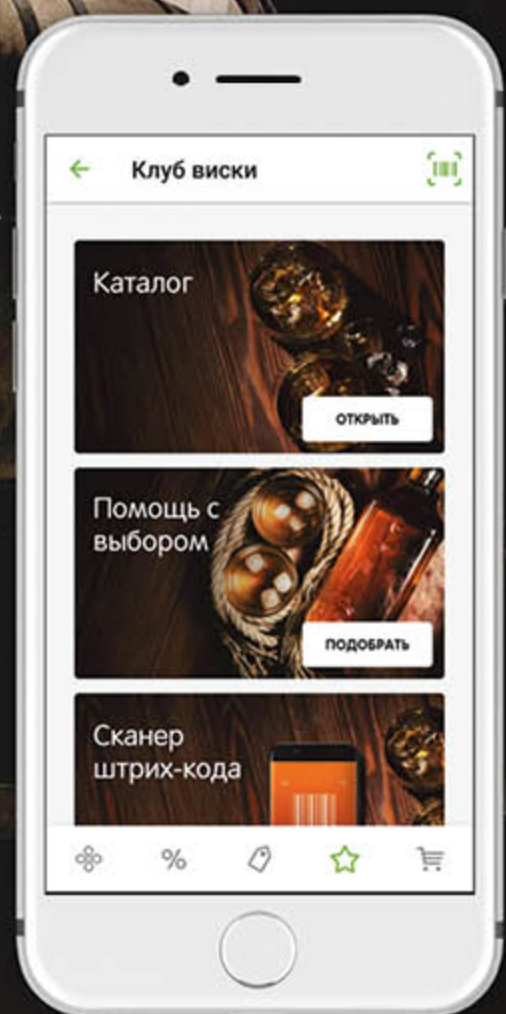 Клуб виски
Каталог
ОТКРЫТЬ
Помощь с
выбором
ПОДОБРАТЬ
Сканер
штрих-кода
%